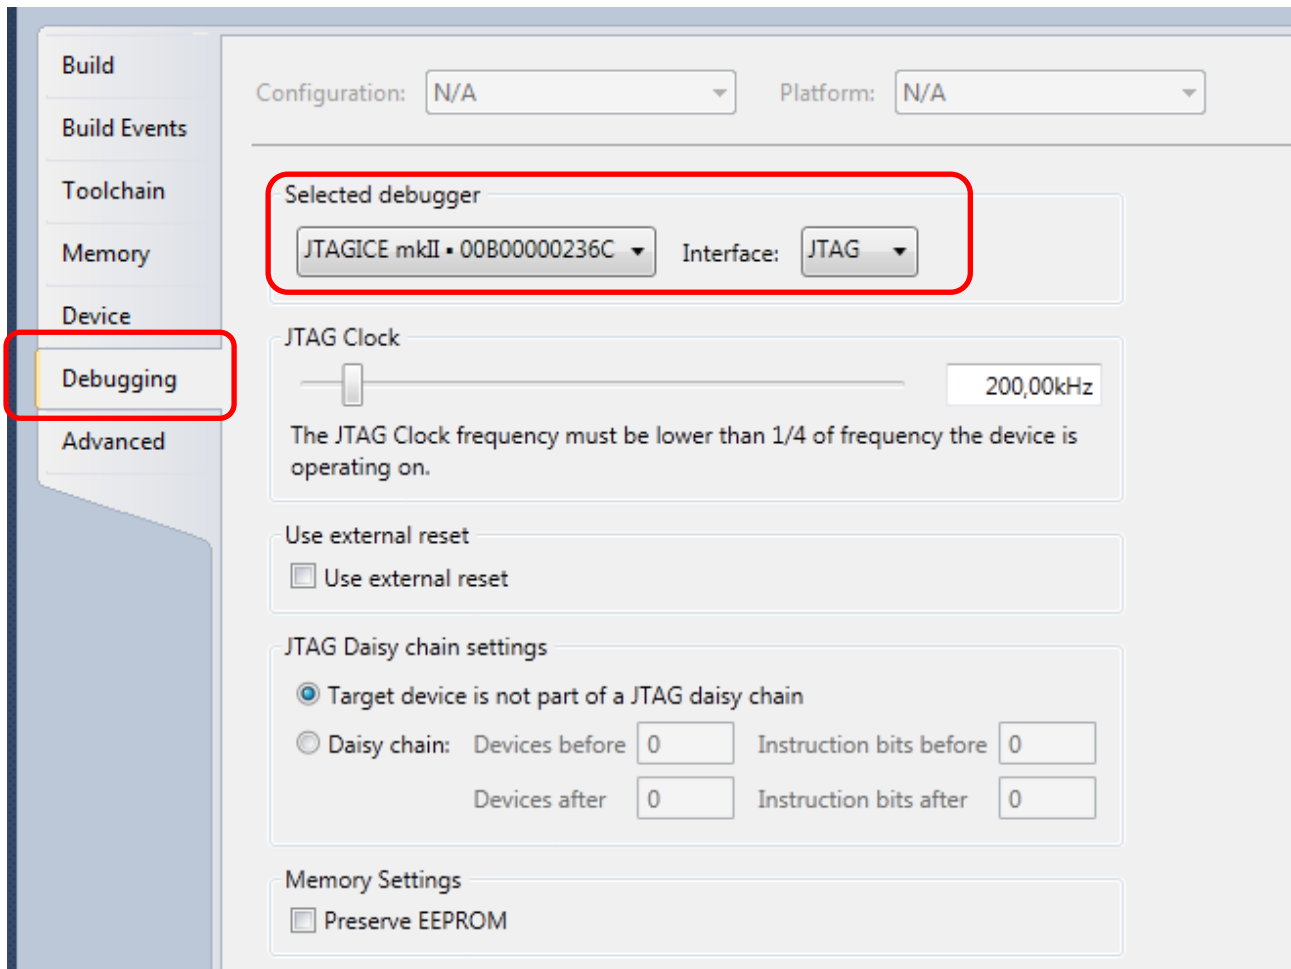 Build
Build Events
Toolchain
Memory
Device
Debugging
Advanced
Configuration: N/A Platform: N/A
Selected debugger
JTAGICE mkII ▪ 00B00000236C Interface: JTAG
JTAG Clock
200,00kHz
The JTAG Clock frequency must be lower than 1/4 of frequency the device is
operating on.
Use external reset
Use external reset
JTAG Daisy chain settings
Target device is not part of a JTAG daisy chain
Daisy chain: Devices before 0 Instruction bits before 0
Devices after 0 Instruction bits after 0
Memory Settings
Preserve EEPROM